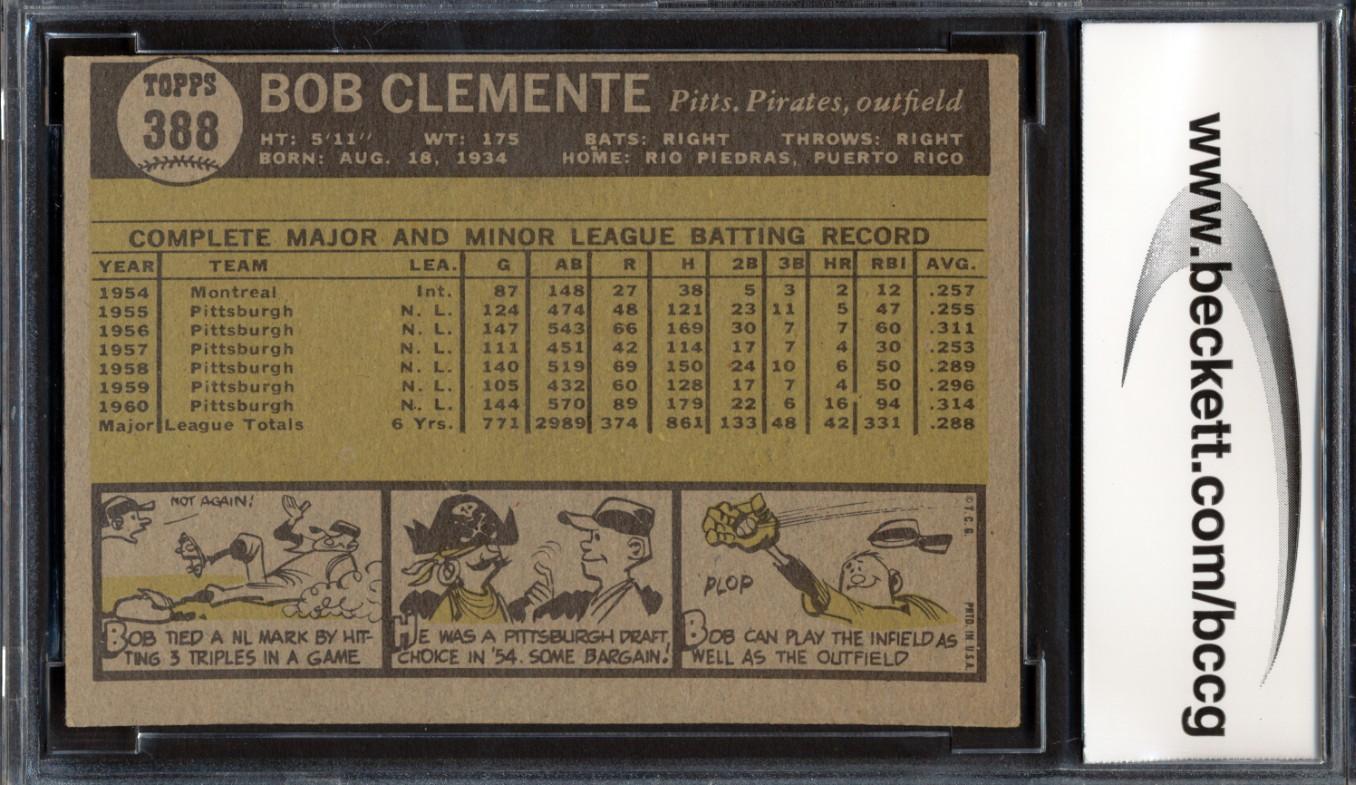 TOPPS
388
BOB CLEMENTE Pitts. Pirates, outfield
HT: 5'11" WT: 175 BATS: RIGHT THROWS: RIGHT
BORN: AUG. 18, 1934 HOME: RIO PIEDRAS, PUERTO RICO
COMPLETE MAJOR AND MINOR LEAGUE BATTING RECORD
YEAR TEAM LEA. G AB R H 2B 3B HR RBI AVG.
1954 Montreal Int. 87 148 27 38 5 3 2 12 .257
1955 Pittsburgh N. L. 124 474 48 121 23 11 5 47 .255
1956 Pittsburgh N. L. 147 543 66 169 30 7 7 60 .311
1957 Pittsburgh N. L. 111 451 42 114 17 7 4 30 .253
1958 Pittsburgh N. L. 140 519 69 150 24 10 6 50 .289
1959 Pittsburgh N. L. 105 432 60 128 17 7 4 50 .296
1960 Pittsburgh N. L. 144 570 89 179 22 6 16 94 .314
Major League Totals 6 Yrs. 771 2989 374 861 133 48 42 331 .288
NOT AGAIN!
BOB TIED A NL MARK BY HIT-
TING 3 TRIPLES IN A GAME
HE WAS A PITTSBURGH DRAFT
CHOICE IN '54. SOME BARGAIN!
PLOP
BOB CAN PLAY THE INFIELD AS
WELL AS THE OUTFIELD
© T. C. G.
PRTD. IN U.S.A.
www.beckett.com/bccg